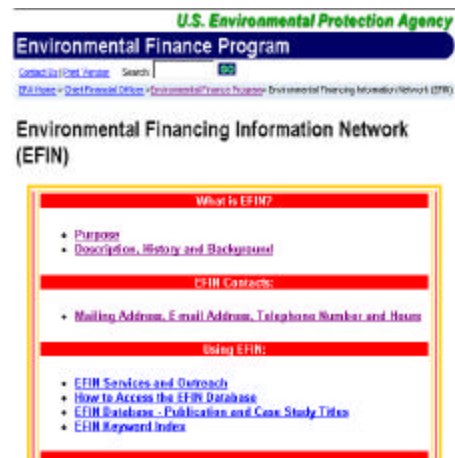 U.S. Environmental Protection Agency
Environmental Finance Program
Contact Us | Print Version Search: GO
EPA Home > Chief Financial Officer > Environmental Finance Program > Environmental Financing Information Network (EFIN)
Environmental Financing Information Network
(EFIN)
What is EFIN?
Purpose
Description, History and Background
EFIN Contacts:
Mailing Address, E-mail Address, Telephone Number and Hours
Using EFIN:
EFIN Services and Outreach
How to Access the EFIN Database
EFIN Database - Publication and Case Study Titles
EFIN Keyword Index